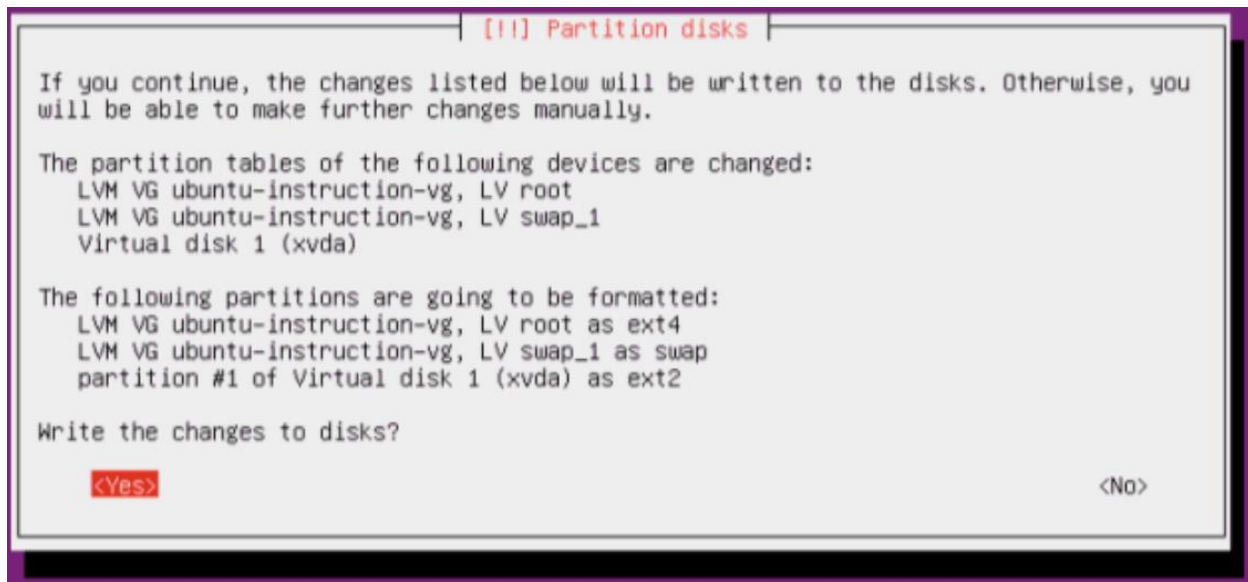 [!!] Partition disks
If you continue, the changes listed below will be written to the disks. Otherwise, you
will be able to make further changes manually.
The partition tables of the following devices are changed:
LVM VG ubuntu-instruction-vg, LV root
LVM VG ubuntu-instruction-vg, LV swap_1
Virtual disk 1 (xvda)
The following partitions are going to be formatted:
LVM VG ubuntu-instruction-vg, LV root as ext4
LVM VG ubuntu-instruction-vg, LV swap_1 as swap
partition #1 of Virtual disk 1 (xvda) as ext2
Write the changes to disks?
<Yes> <No>